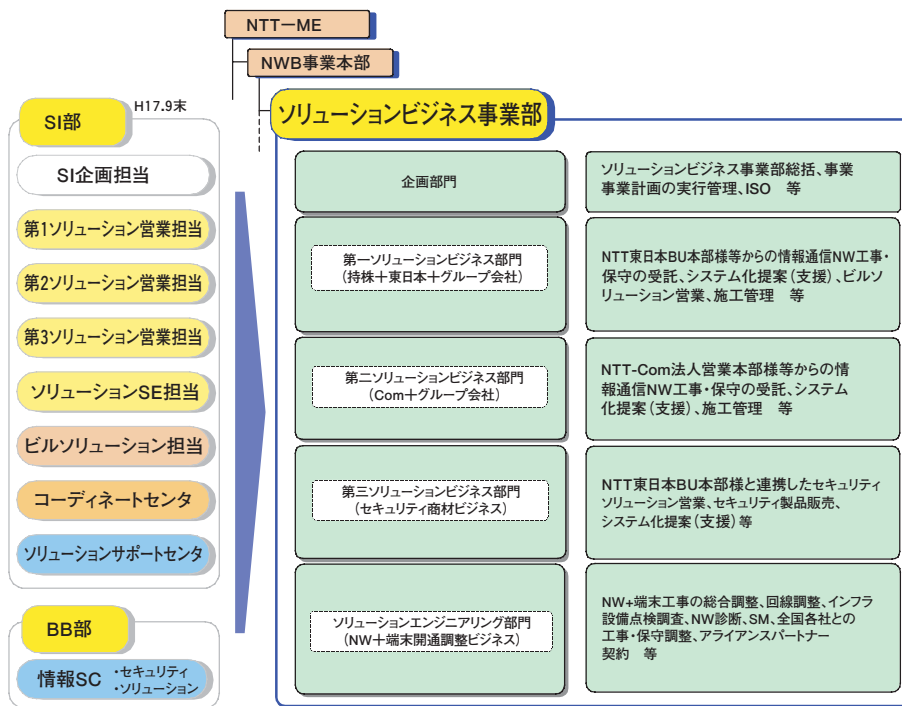 NTT－ME
NWB事業本部
ソリューションビジネス事業部
H17.9末
SI部
SI企画担当
第1ソリューション営業担当
第2ソリューション営業担当
第3ソリューション営業担当
ソリューションSE担当
ビルソリューション担当
コーディネートセンタ
ソリューションサポートセンタ
BB部
情報SC
・セキュリティ
・ソリューション
企画部門
ソリューションビジネス事業部総括、事業
事業計画の実行管理、ISO　等
第一ソリューションビジネス部門
（持株＋東日本＋グループ会社）
NTT東日本BU本部様等からの情報通信NW工事・
保守の受託、システム化提案（支援）、ビルソ
リューション営業、施工管理　等
第二ソリューションビジネス部門
（Com＋グループ会社）
NTT-Com法人営業本部様等からの情
報通信NW工事・保守の受託、システム
化提案（支援）、施工管理　等
第三ソリューションビジネス部門
（セキュリティ商材ビジネス）
NTT東日本BU本部様と連携したセキュリティ
ソリューション営業、セキュリティ製品販売、
システム化提案（支援）等
ソリューションエンジニアリング部門
（NW＋端末開通調整ビジネス）
NW+端末工事の総合調整、回線調整、インフラ
設備点検調査、NW診断、SM、全国各社との
工事・保守調整、アライアンスパートナー
契約　等